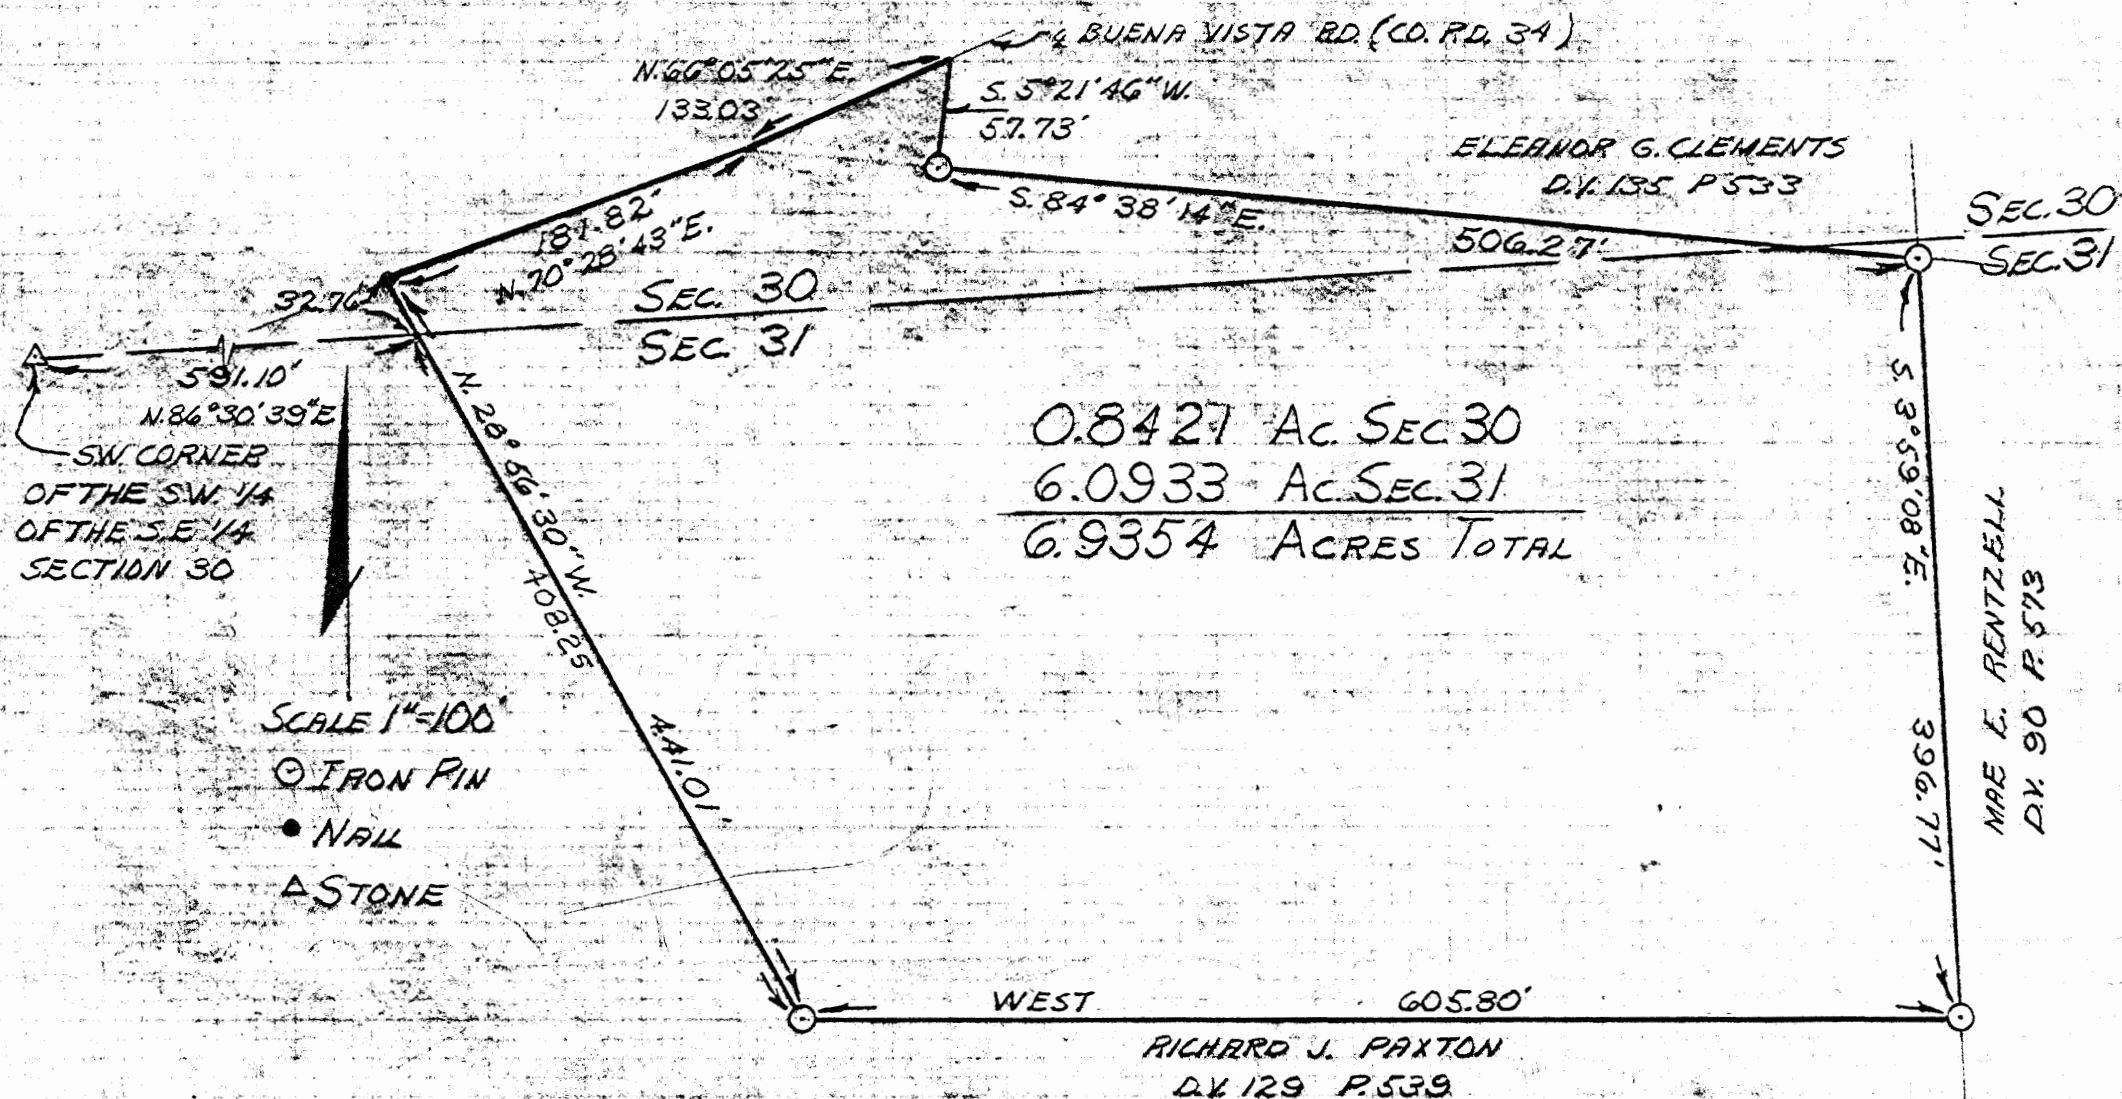 ℄ BUENA VISTA RD. (CO. RD. 34)
N. 66° 05' 25" E.
133.03'
S. 5° 21' 46" W.
57.73'
ELEANOR G. CLEMENTS
D.V. 135 P 533
S. 84° 38' 14" E.
506.27'
SEC. 30
SEC. 31
181.82'
N. 70° 28' 43" E.
32.76'
SEC. 30
SEC. 31
591.10'
N. 86° 30' 39" E
S.W. CORNER
OF THE S.W. 1/4
OF THE S.E. 1/4
SECTION 30
N. 28° 56' 30" W.
408.25
441.01'
0.8421 AC. SEC. 30
6.0933 AC. SEC. 31
6.9354 ACRES TOTAL
S. 3° 59' 08" E.
396.77'
MAE E. RENTZELL
D.V. 90 P. 573
SCALE 1"=100'
IRON PIN
NAIL
STONE
WEST 605.80'
RICHARD J. PAXTON
D.V. 129 P. 539